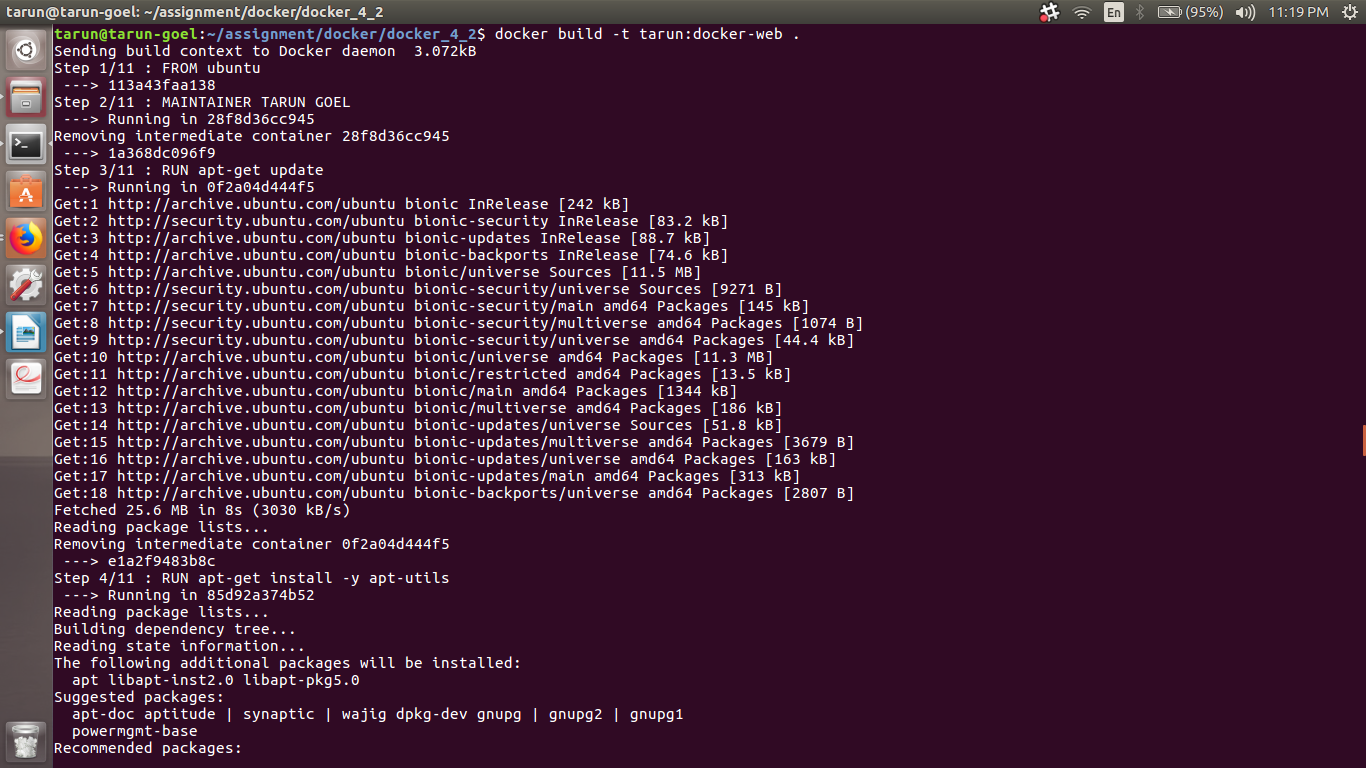 tarun@tarun-goel: ~/assignment/docker/docker_4_2
En
(95%)
11:19 PM
tarun@tarun-goel:~/assignment/docker/docker_4_2$ docker build -t tarun:docker-web .
Sending build context to Docker daemon  3.072kB
Step 1/11 : FROM ubuntu
 ---> 113a43faa138
Step 2/11 : MAINTAINER TARUN GOEL
 ---> Running in 28f8d36cc945
Removing intermediate container 28f8d36cc945
 ---> 1a368dc096f9
Step 3/11 : RUN apt-get update
 ---> Running in 0f2a04d444f5
Get:1 http://archive.ubuntu.com/ubuntu bionic InRelease [242 kB]
Get:2 http://security.ubuntu.com/ubuntu bionic-security InRelease [83.2 kB]
Get:3 http://archive.ubuntu.com/ubuntu bionic-updates InRelease [88.7 kB]
Get:4 http://archive.ubuntu.com/ubuntu bionic-backports InRelease [74.6 kB]
Get:5 http://archive.ubuntu.com/ubuntu bionic/universe Sources [11.5 MB]
Get:6 http://security.ubuntu.com/ubuntu bionic-security/universe Sources [9271 B]
Get:7 http://security.ubuntu.com/ubuntu bionic-security/main amd64 Packages [145 kB]
Get:8 http://security.ubuntu.com/ubuntu bionic-security/multiverse amd64 Packages [1074 B]
Get:9 http://security.ubuntu.com/ubuntu bionic-security/universe amd64 Packages [44.4 kB]
Get:10 http://archive.ubuntu.com/ubuntu bionic/universe amd64 Packages [11.3 MB]
Get:11 http://archive.ubuntu.com/ubuntu bionic/restricted amd64 Packages [13.5 kB]
Get:12 http://archive.ubuntu.com/ubuntu bionic/main amd64 Packages [1344 kB]
Get:13 http://archive.ubuntu.com/ubuntu bionic/multiverse amd64 Packages [186 kB]
Get:14 http://archive.ubuntu.com/ubuntu bionic-updates/universe Sources [51.8 kB]
Get:15 http://archive.ubuntu.com/ubuntu bionic-updates/multiverse amd64 Packages [3679 B]
Get:16 http://archive.ubuntu.com/ubuntu bionic-updates/universe amd64 Packages [163 kB]
Get:17 http://archive.ubuntu.com/ubuntu bionic-updates/main amd64 Packages [313 kB]
Get:18 http://archive.ubuntu.com/ubuntu bionic-backports/universe amd64 Packages [2807 B]
Fetched 25.6 MB in 8s (3030 kB/s)
Reading package lists...
Removing intermediate container 0f2a04d444f5
 ---> e1a2f9483b8c
Step 4/11 : RUN apt-get install -y apt-utils
 ---> Running in 85d92a374b52
Reading package lists...
Building dependency tree...
Reading state information...
The following additional packages will be installed:
  apt libapt-inst2.0 libapt-pkg5.0
Suggested packages:
  apt-doc aptitude | synaptic | wajig dpkg-dev gnupg | gnupg2 | gnupg1
  powermgmt-base
Recommended packages: